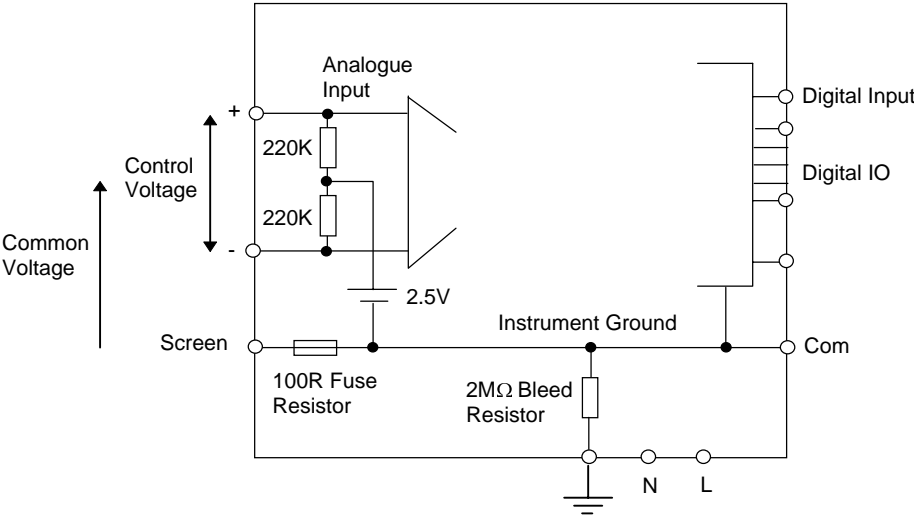 Analogue
Input
+
220K
Control
Voltage
220K
-
Common
Voltage
2.5V
Screen
Instrument Ground
Com
100R Fuse
Resistor
2MΩ Bleed
Resistor
N
L
Digital Input
Digital IO